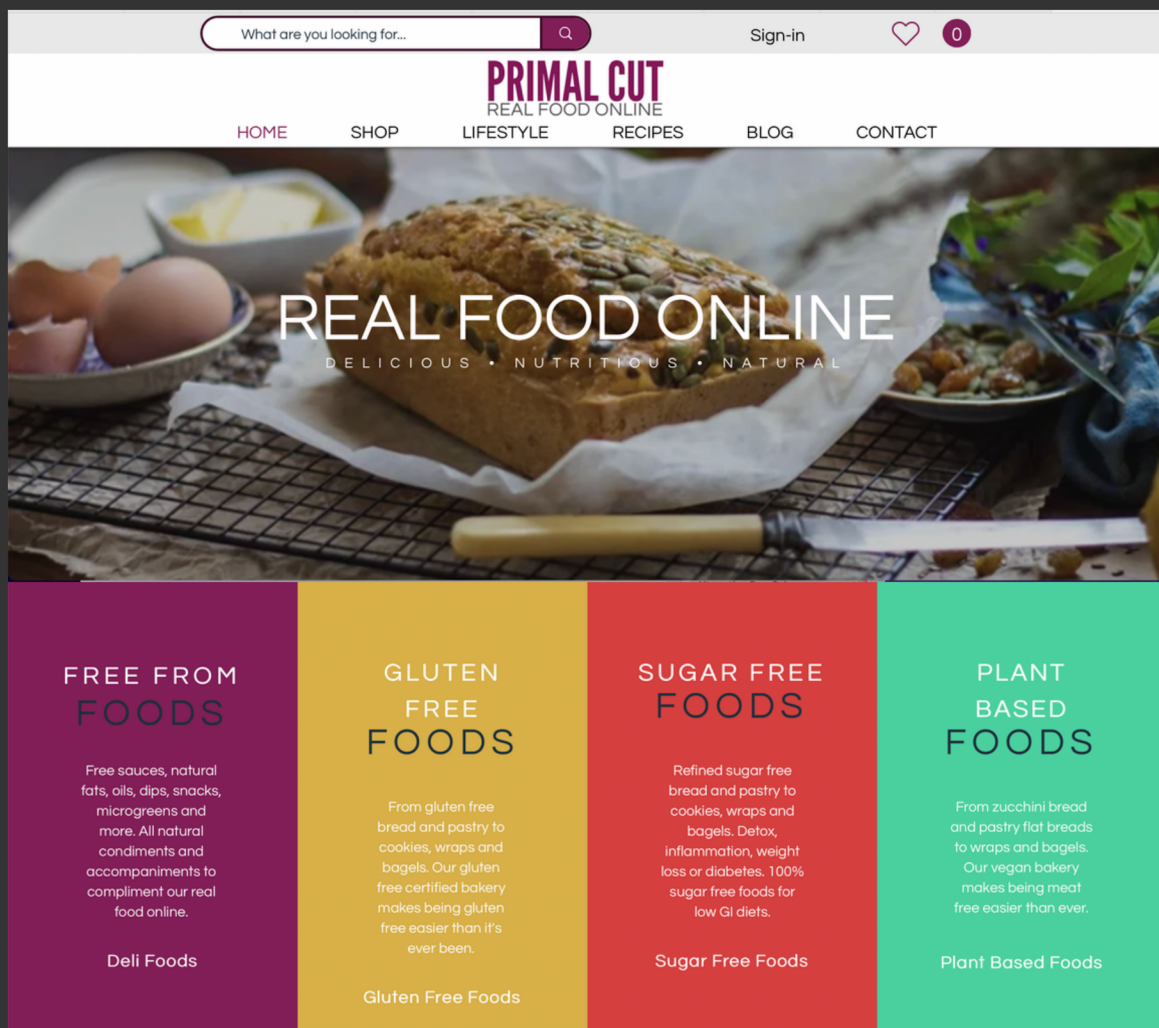 What are you looking for...
Sign-in
0
PRIMAL CUT
REAL FOOD ONLINE
HOME SHOP LIFESTYLE RECIPES BLOG CONTACT
REAL FOOD ONLINE
DELICIOUS • NUTRITIOUS • NATURAL
FREE FROM
FOODS
Free sauces, natural
fats, oils, dips, snacks,
microgreens and
more. All natural
condiments and
accompaniments to
compliment our real
food online.
Deli Foods
GLUTEN
FREE
FOODS
From gluten free
bread and pastry to
cookies, wraps and
bagels. Our gluten
free certified bakery
makes being gluten
free easier than it's
ever been.
Gluten Free Foods
SUGAR FREE
FOODS
Refined sugar free
bread and pastry to
cookies, wraps and
bagels. Detox,
inflammation, weight
loss or diabetes. 100%
sugar free foods for
low GI diets.
Sugar Free Foods
PLANT
BASED
FOODS
From zucchini bread
and pastry flat breads
to wraps and bagels.
Our vegan bakery
makes being meat
free easier than ever.
Plant Based Foods